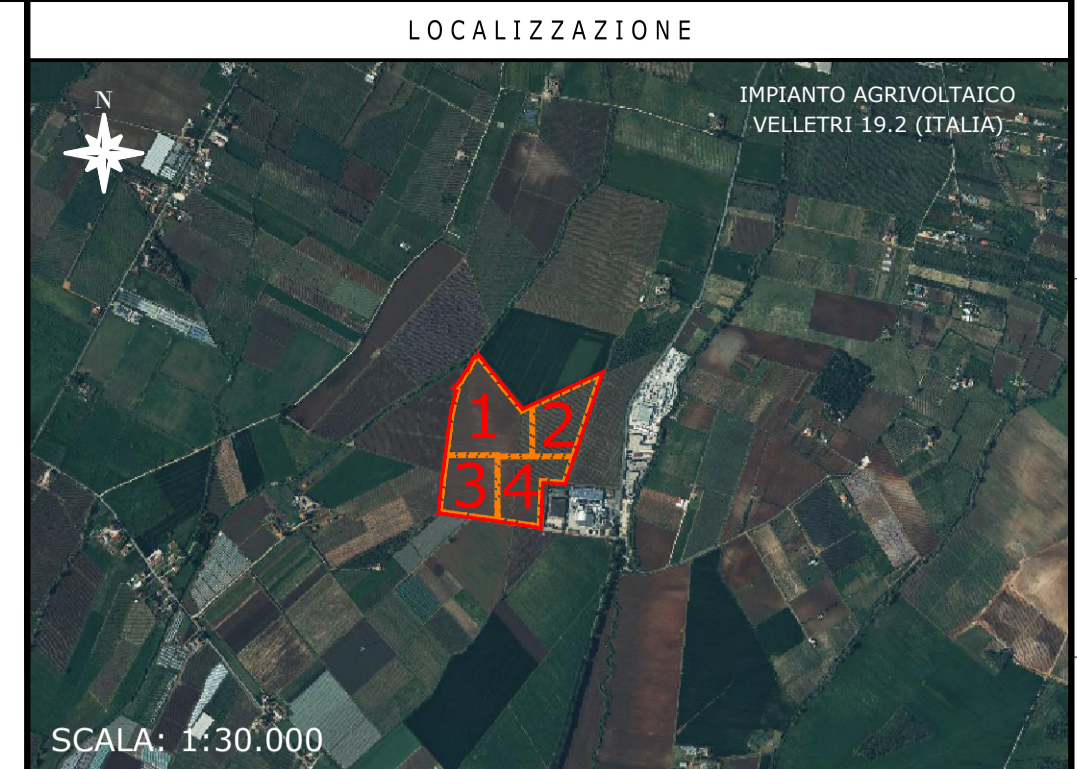 LOCALIZZAZIONE
IMPIANTO AGRIVOLTAICO
VELLETRI 19.2 (ITALIA)
N
1
2
3
4
SCALA: 1:30.000